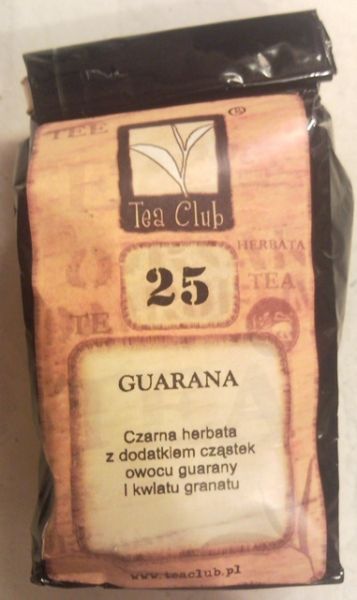 TEE
®
Tea Club
HERBATA
25
TEA
TE
GUARANA
Czarna herbata
z dodatkiem cząstek
owocu guarany
i kwiatu granatu
www.teaclub.pl